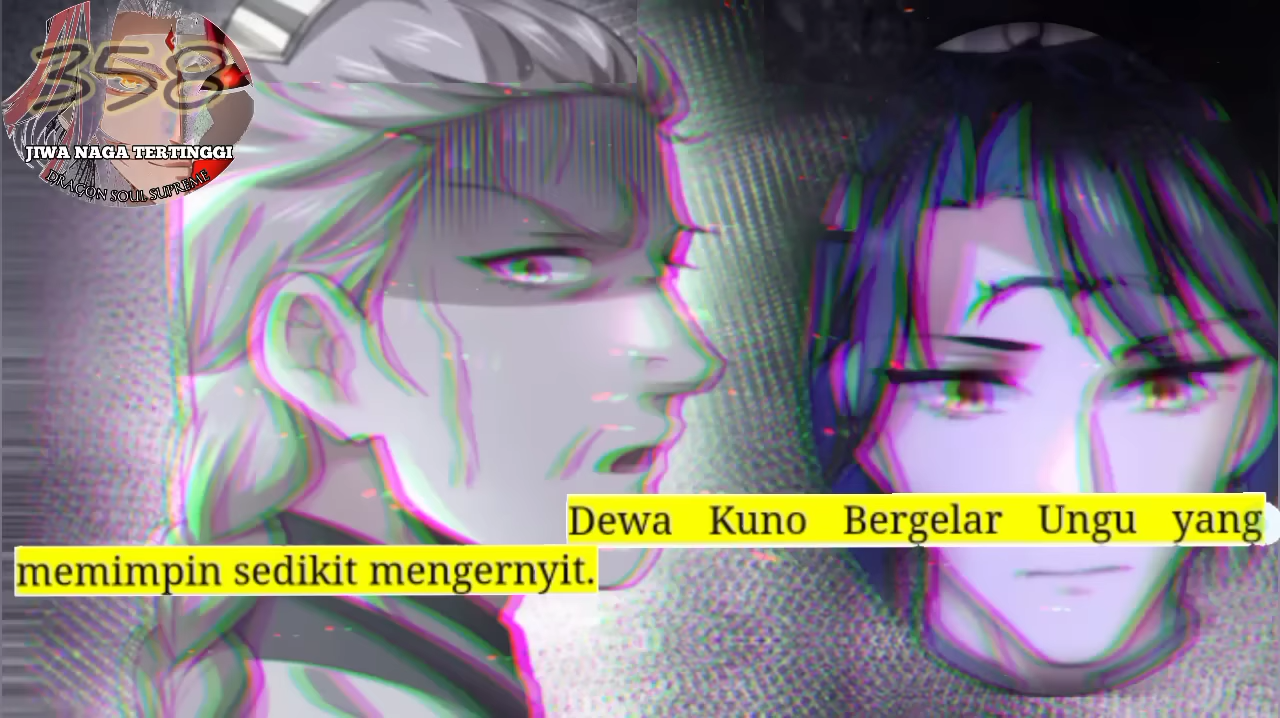 358
JIWA NAGA TERTINGGI
DRAGON SOUL SUPREME
Dewa Kuno Bergelar Ungu yang
memimpin sedikit mengernyit.